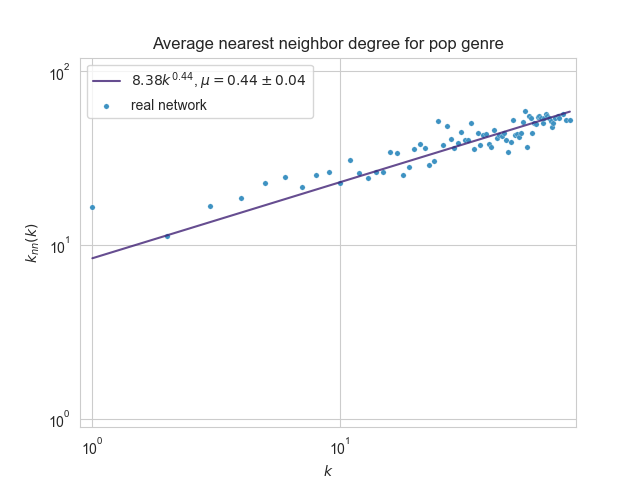 Average nearest neighbor degree for pop genre
8.38k^0.44, μ = 0.44 ± 0.04
real network
10^2
10^1
10^0
k_nn(k)
10^0
10^1
k